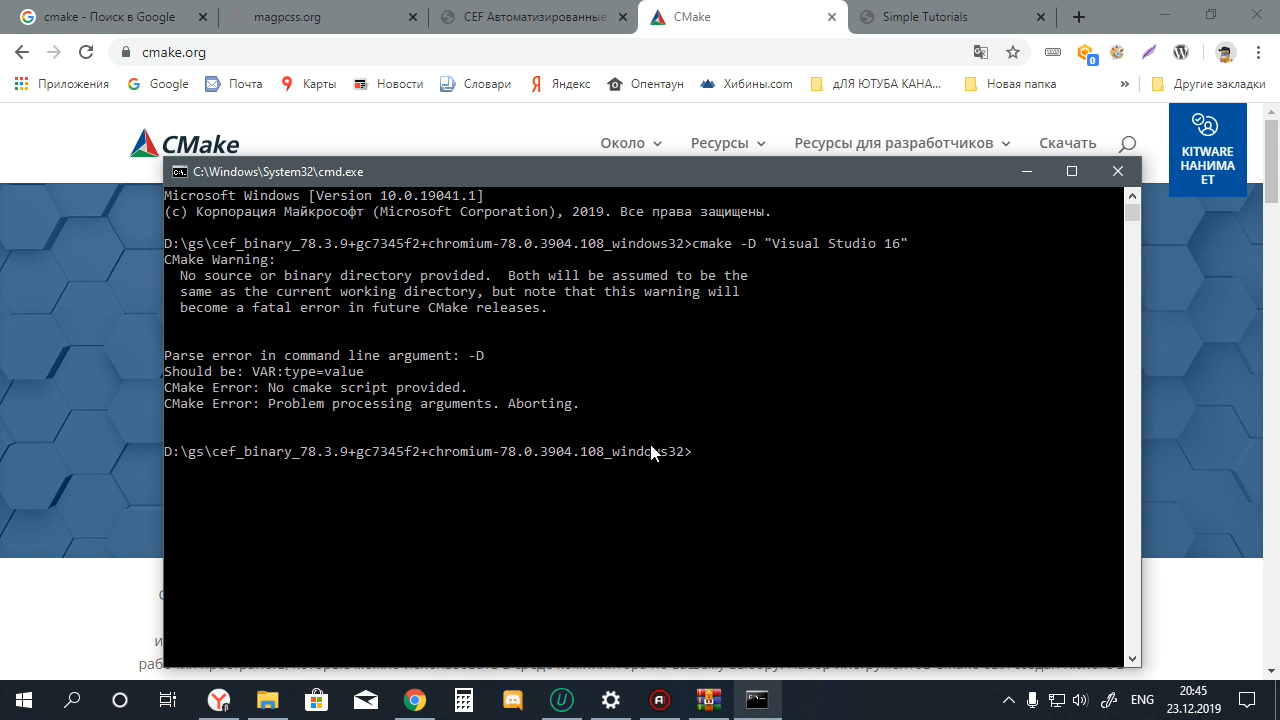 cmake - Поиск в Google
magpcss.org
CEF Автоматизированные
CMake
Simple Tutorials
cmake.org
0
Приложения
Google
Почта
Карты
Новости
Словари
Яндекс
Опентаун
Хибины.com
дЛЯ ЮТУБА КАНА...
Новая папка
»
Другие закладки
CMake
Около
Ресурсы
Ресурсы для разработчиков
Скачать
KITWARE
НАНИМА
ЕТ
C:\Windows\System32\cmd.exe
Microsoft Windows [Version 10.0.19041.1]
(c) Корпорация Майкрософт (Microsoft Corporation), 2019. Все права защищены.
D:\gs\cef_binary_78.3.9+gc7345f2+chromium-78.0.3904.108_windows32>cmake -D "Visual Studio 16"
CMake Warning:
No source or binary directory provided.  Both will be assumed to be the
same as the current working directory, but note that this warning will
become a fatal error in future CMake releases.
Parse error in command line argument: -D
Should be: VAR:type=value
CMake Error: No cmake script provided.
CMake Error: Problem processing arguments. Aborting.
D:\gs\cef_binary_78.3.9+gc7345f2+chromium-78.0.3904.108_windows32>
ENG
20:45
23.12.2019